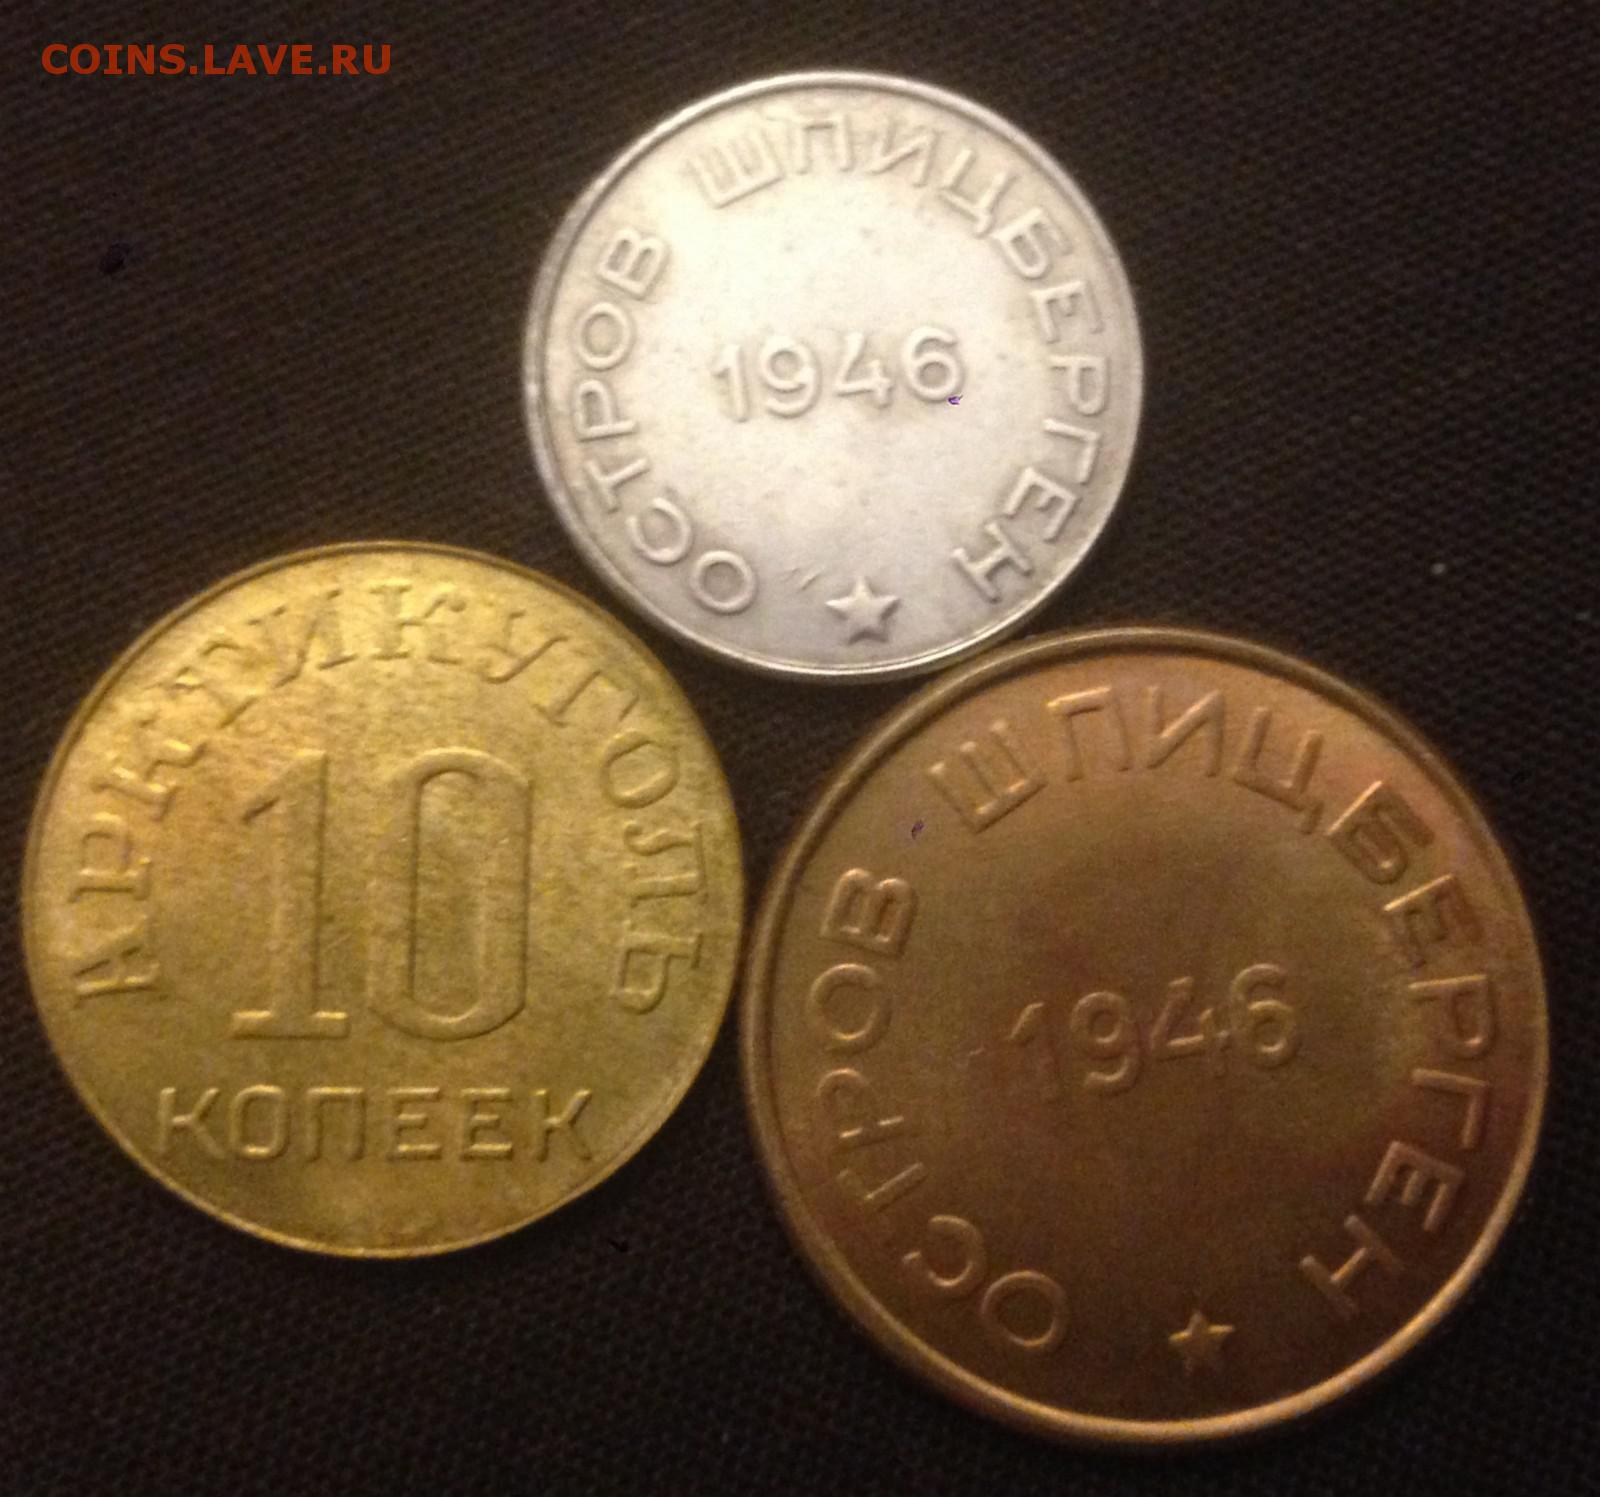 COINS.LAVE.RU
ОСТРОВ ШПИЦБЕРГЕН
1946
АРКТИКУГОЛЬ
10
КОПЕЕК
ОСТРОВ ШПИЦБЕРГЕН
1946